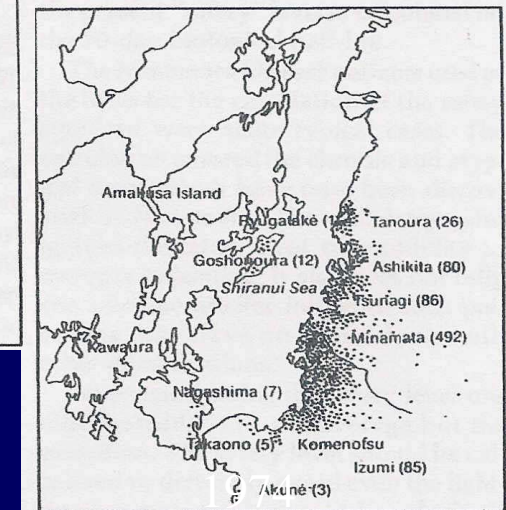 Amakusa Island
Ryugataké (1)
Tanoura (26)
Goshonoura (12)
Ashikita (80)
Shiranui Sea
Tsunagi (86)
Minamata (492)
Kawaura (
Nagashima (7)
Takaono (5)
Komenofsu
Izumi (85)
Akuné (3)
1974